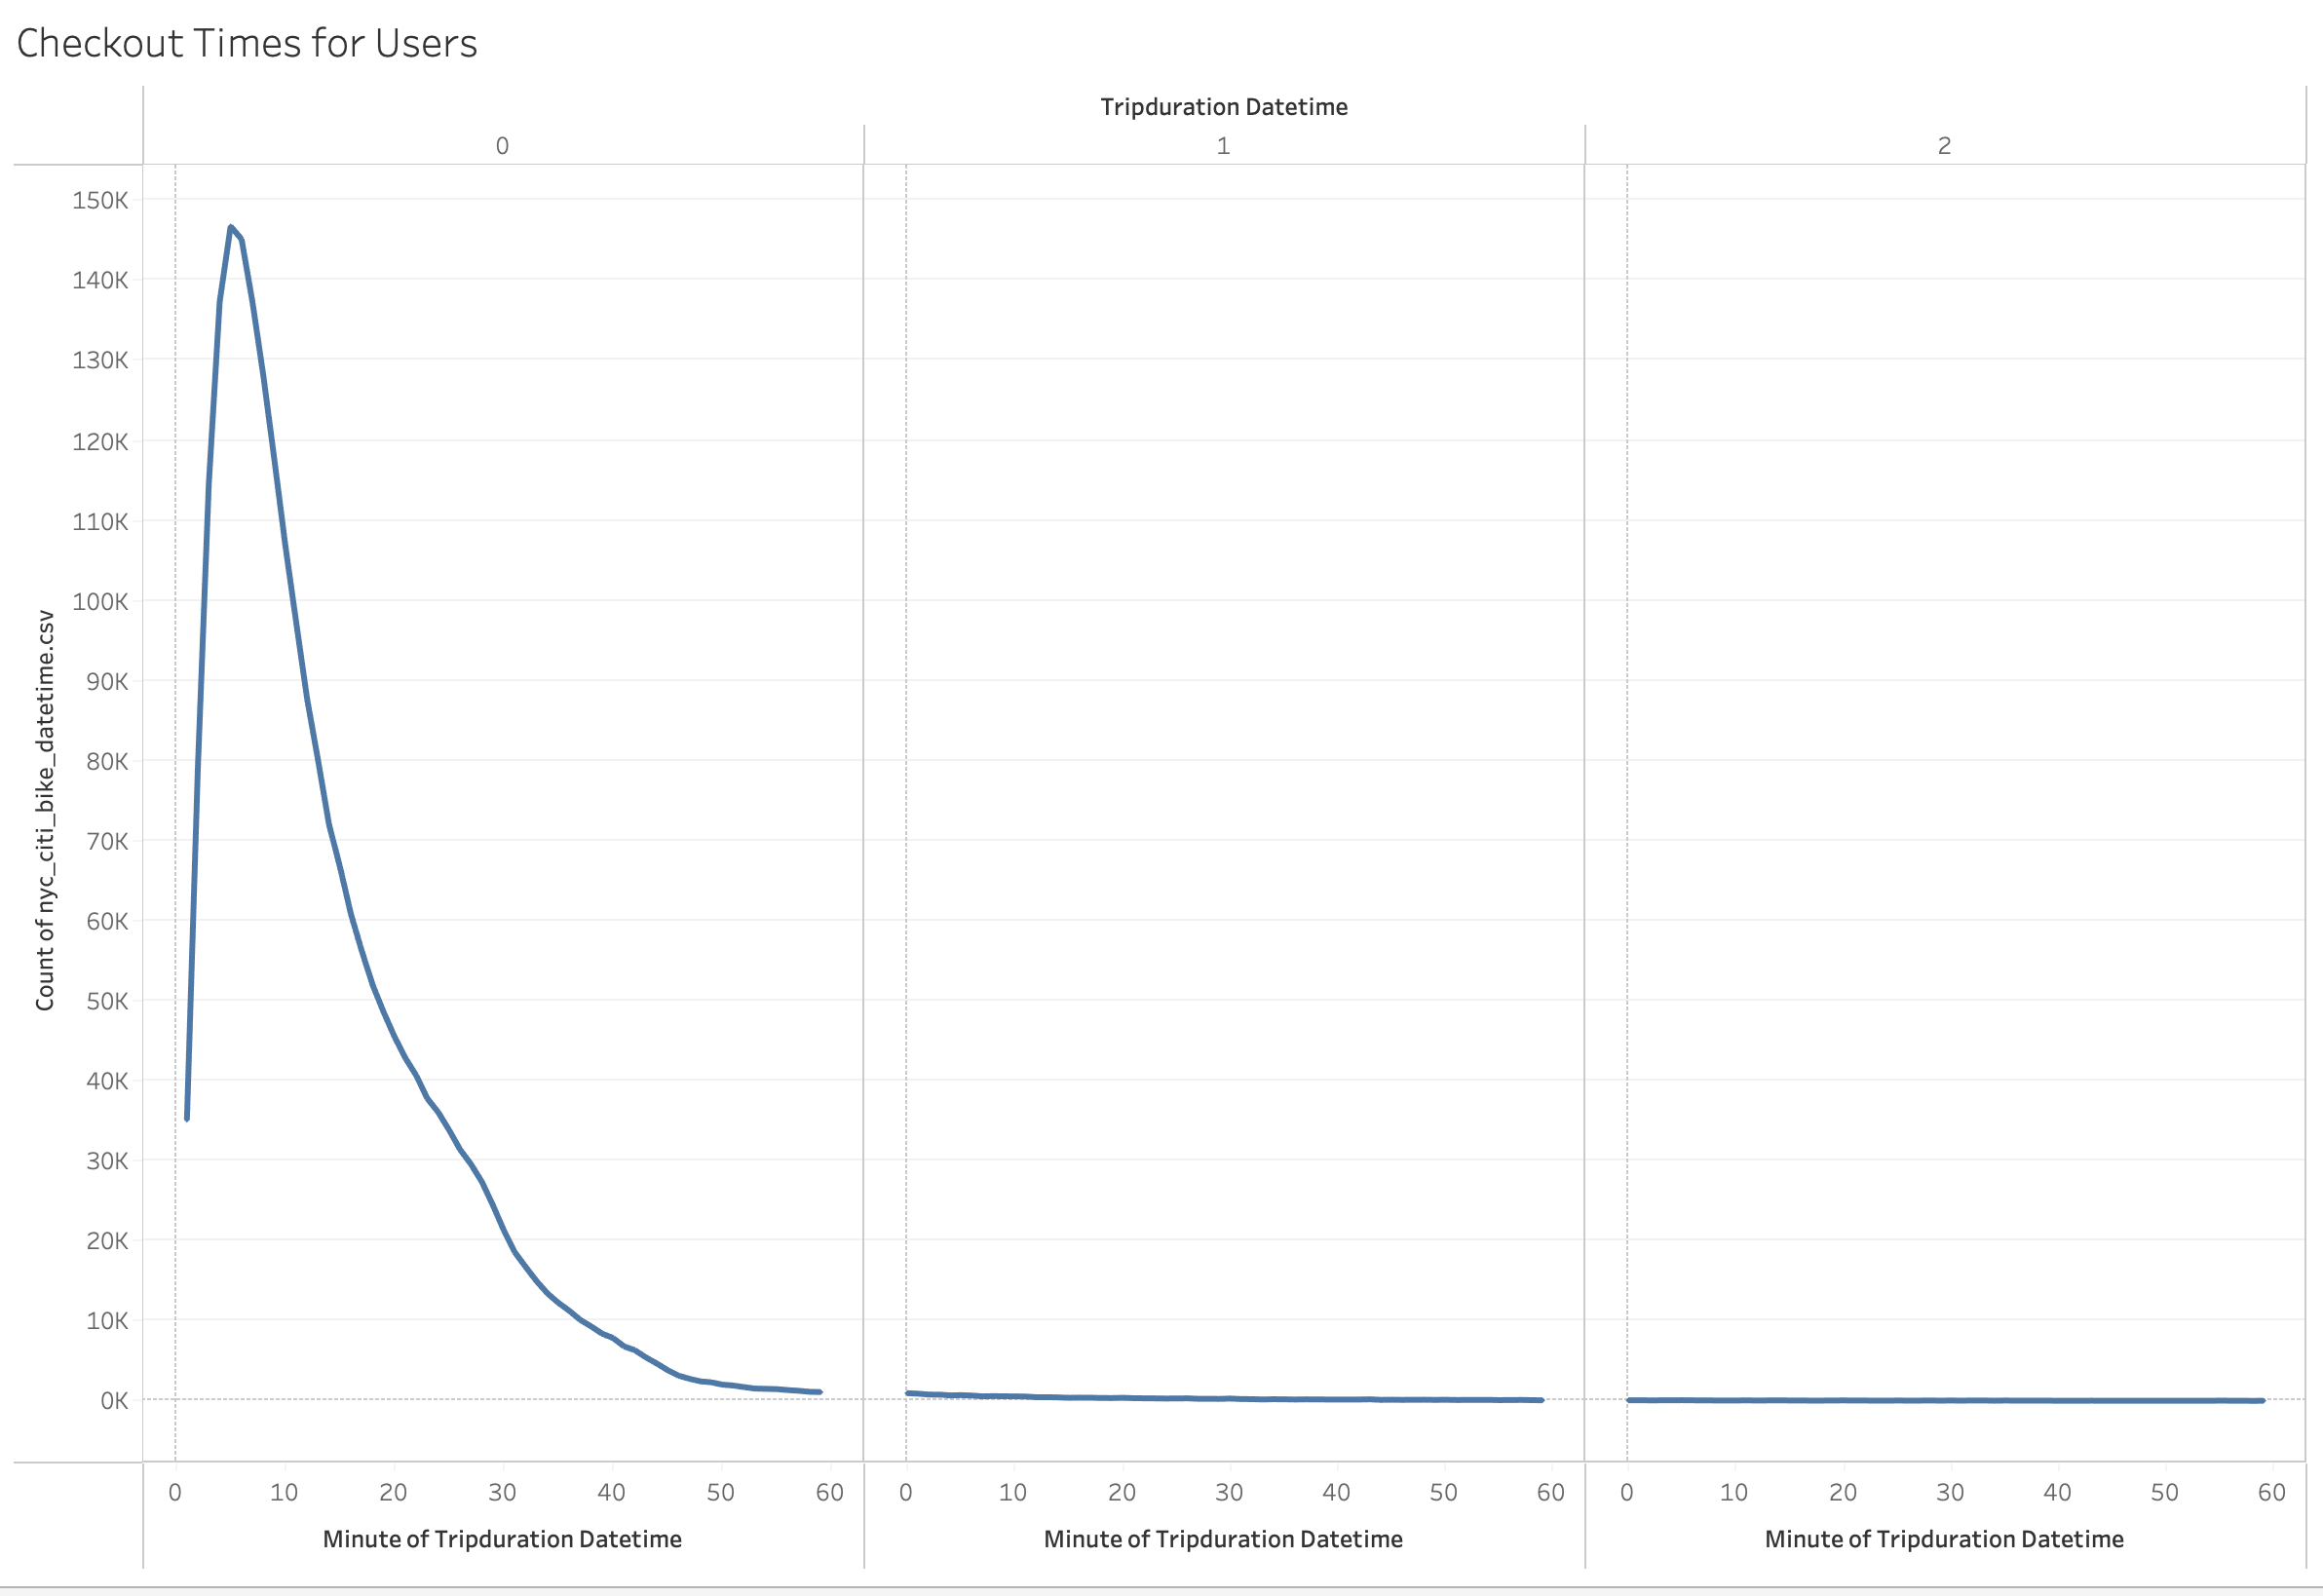 Checkout Times for Users
Tripduration Datetime
0 1 2
150K
140K
130K
120K
110K
100K
90K
80K
70K
60K
50K
40K
30K
20K
10K
0K
Count of nyc_citi_bike_datetime.csv
0 10 20 30 40 50 60 0 10 20 30 40 50 60 0 10 20 30 40 50 60
Minute of Tripduration Datetime Minute of Tripduration Datetime Minute of Tripduration Datetime